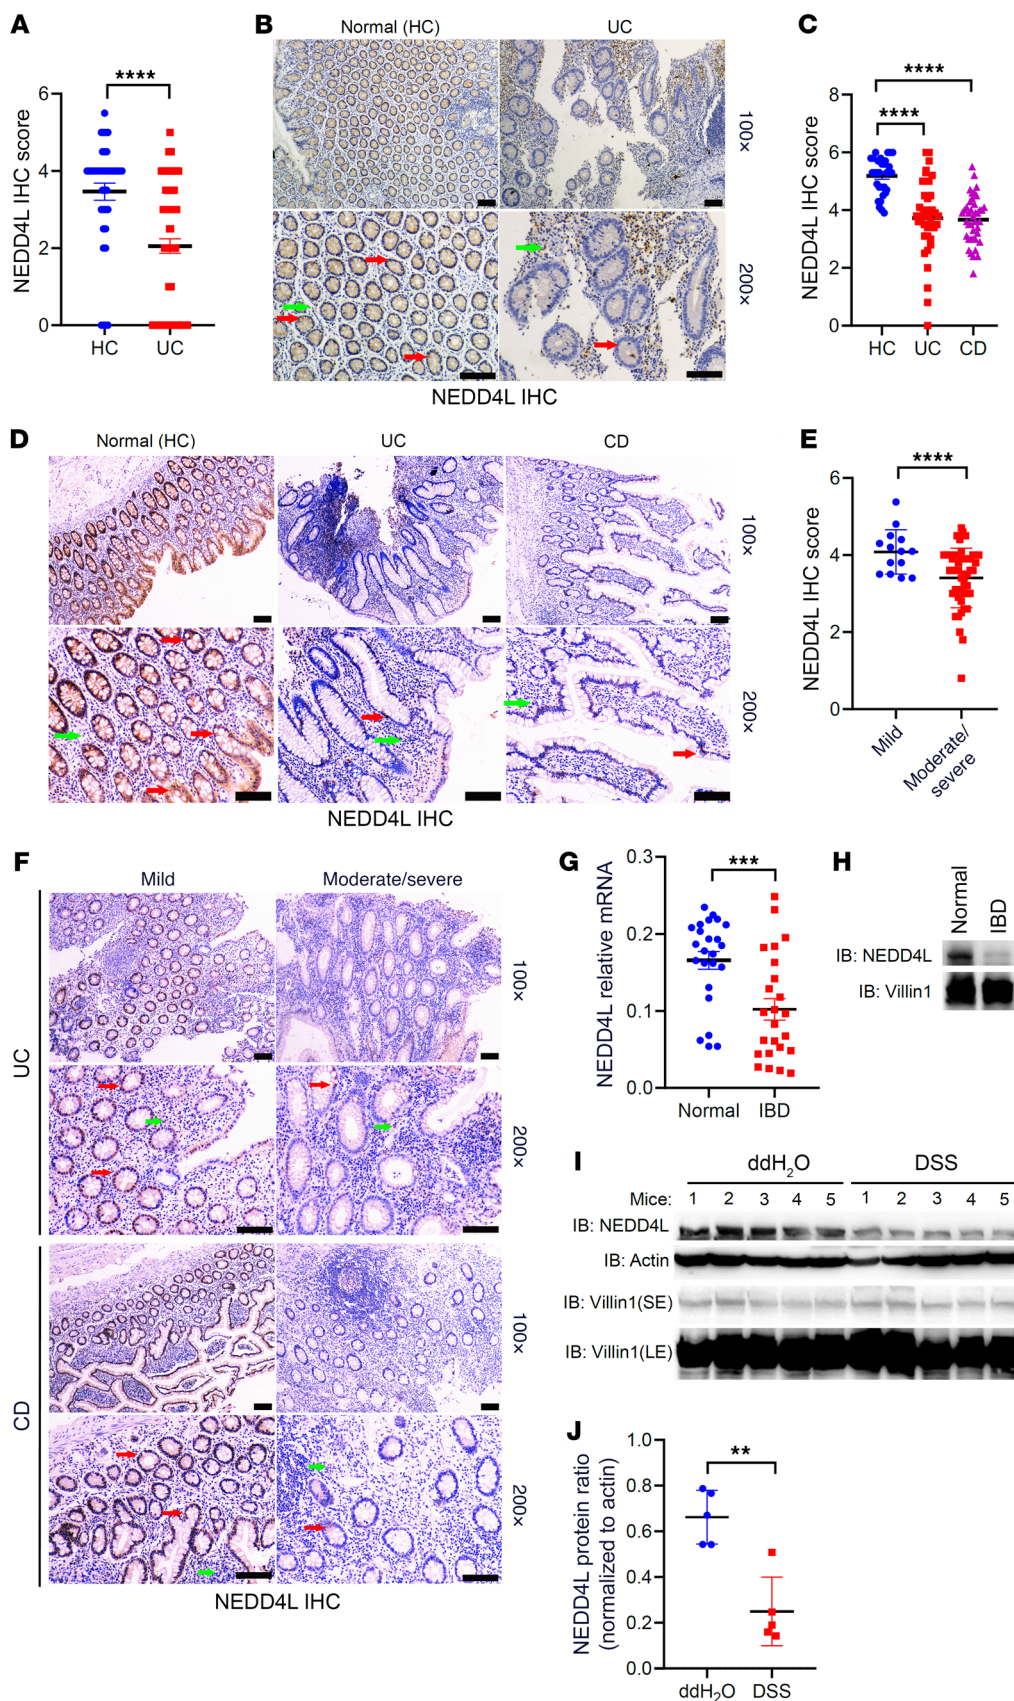 A
NEDD4L IHC score
6
4
2
0
****
HC
UC
B
Normal (HC)
UC
100×
200×
NEDD4L IHC
C
NEDD4L IHC score
8
6
4
2
0
****
****
HC
UC
CD
D
Normal (HC)
UC
CD
100×
200×
NEDD4L IHC
E
NEDD4L IHC score
6
4
2
0
****
Mild
Moderate/
severe
F
Mild
Moderate/severe
UC
100×
200×
CD
100×
200×
NEDD4L IHC
G
NEDD4L relative mRNA
0.3
0.2
0.1
0.0
***
Normal
IBD
H
Normal
IBD
IB: NEDD4L
IB: Villin1
I
ddH2O
DSS
Mice: 1 2 3 4 5 1 2 3 4 5
IB: NEDD4L
IB: Actin
IB: Villin1(SE)
IB: Villin1(LE)
J
NEDD4L protein ratio
(normalized to actin)
1.0
0.8
0.6
0.4
0.2
0.0
**
ddH2O
DSS